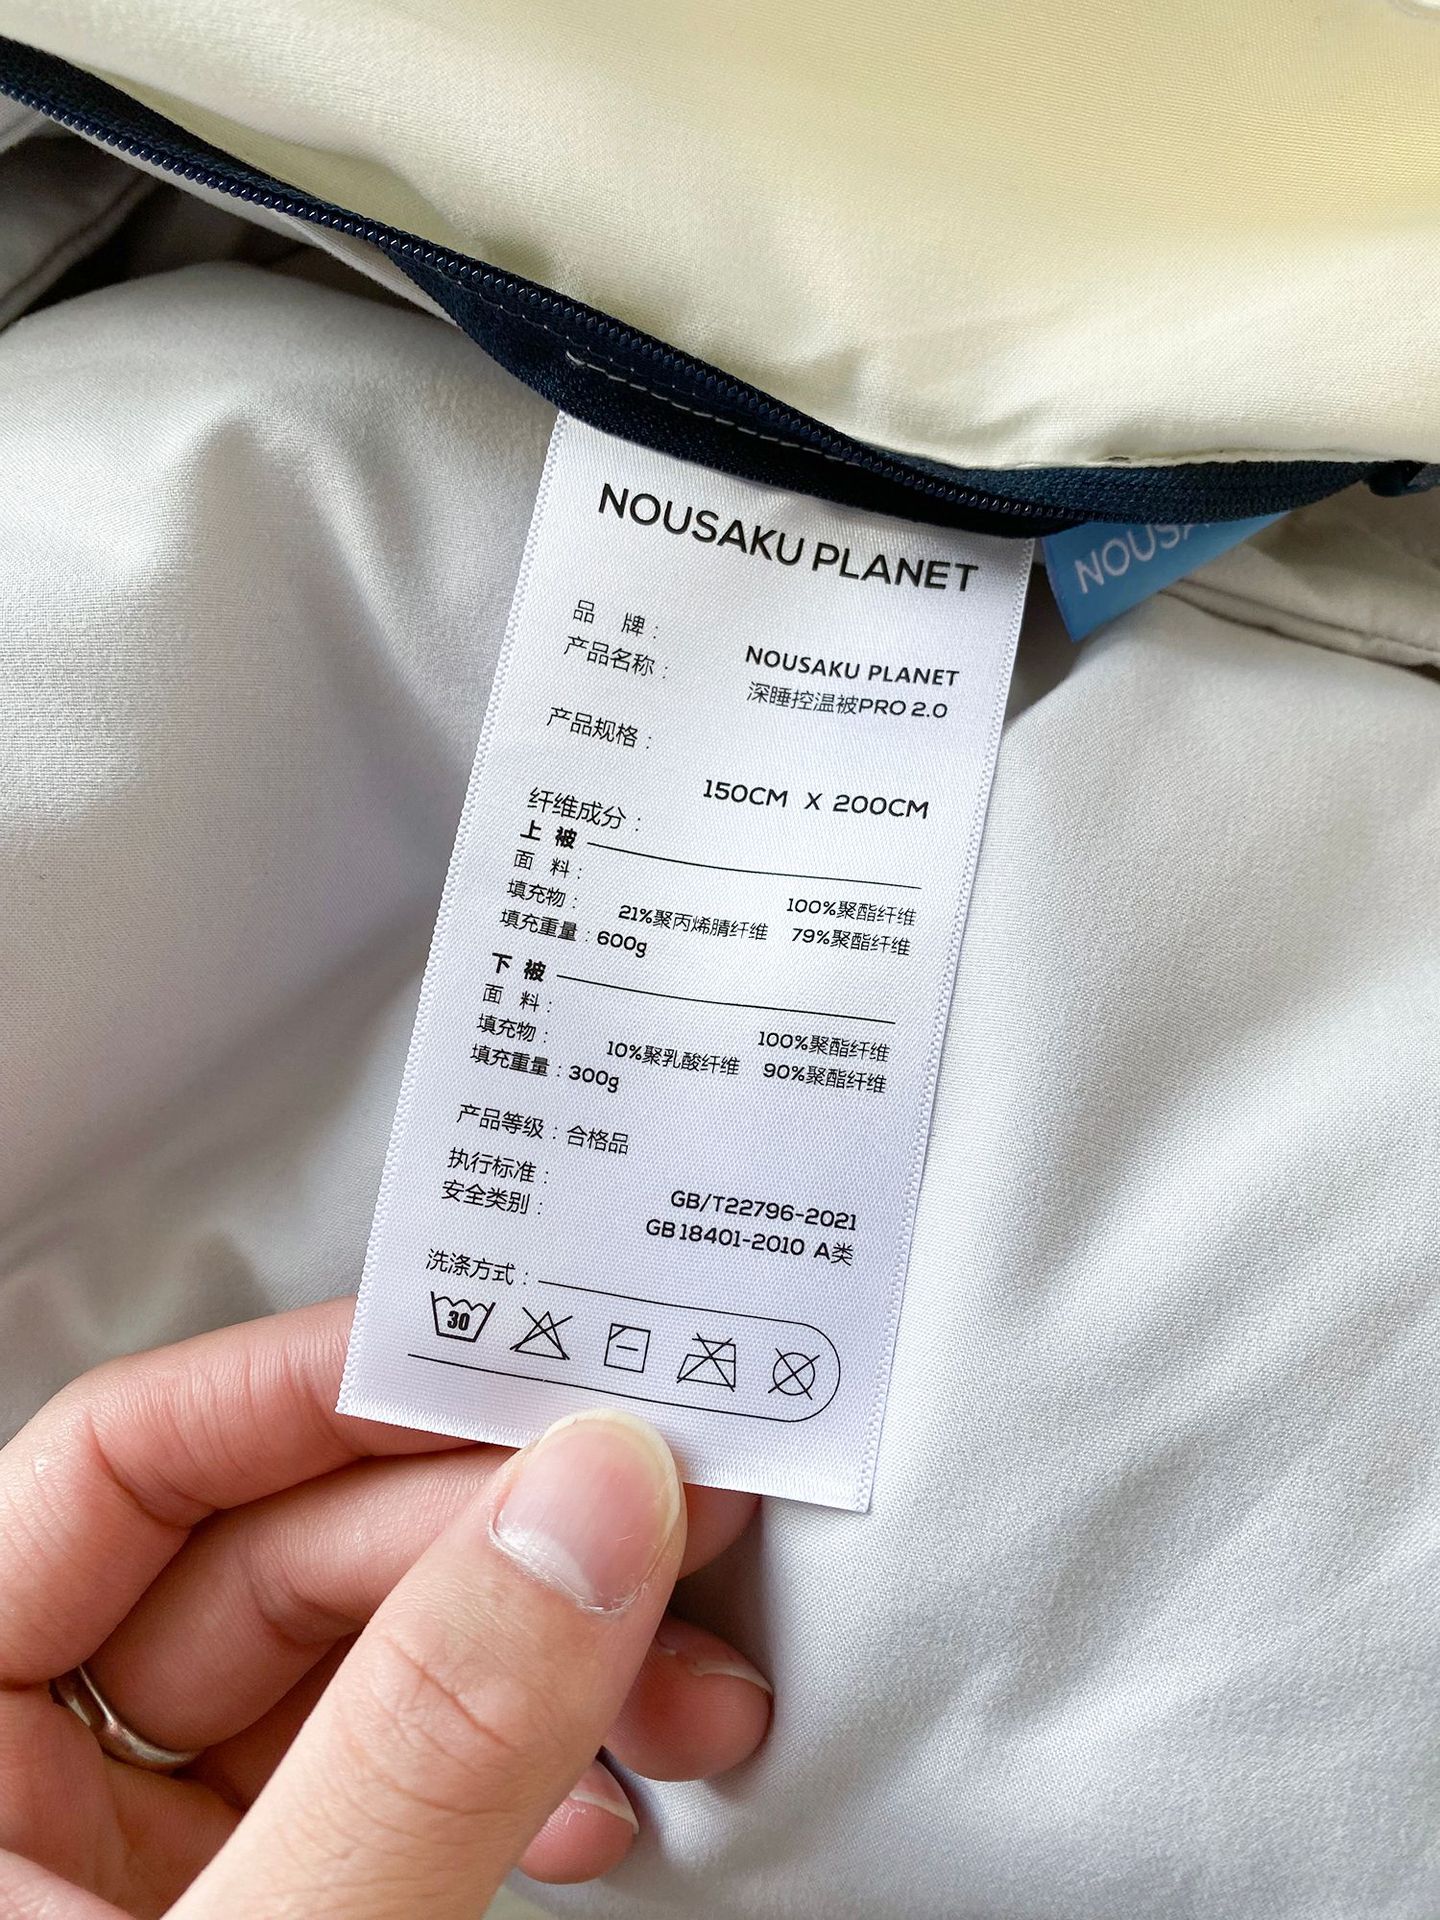 NOUSAKU PLANET
NOUSA
品 牌： NOUSAKU PLANET
产品名称： 深睡控温被PRO 2.0
产品规格： 150CM X 200CM
纤维成分：
上 被
面 料： 100%聚酯纤维
填充物： 21%聚丙烯腈纤维 79%聚酯纤维
填充重量：600g
下 被
面 料： 100%聚酯纤维
填充物： 10%聚乳酸纤维 90%聚酯纤维
填充重量：300g
产品等级：合格品
执行标准： GB/T22796-2021
安全类别： GB18401-2010 A类
洗涤方式：
30